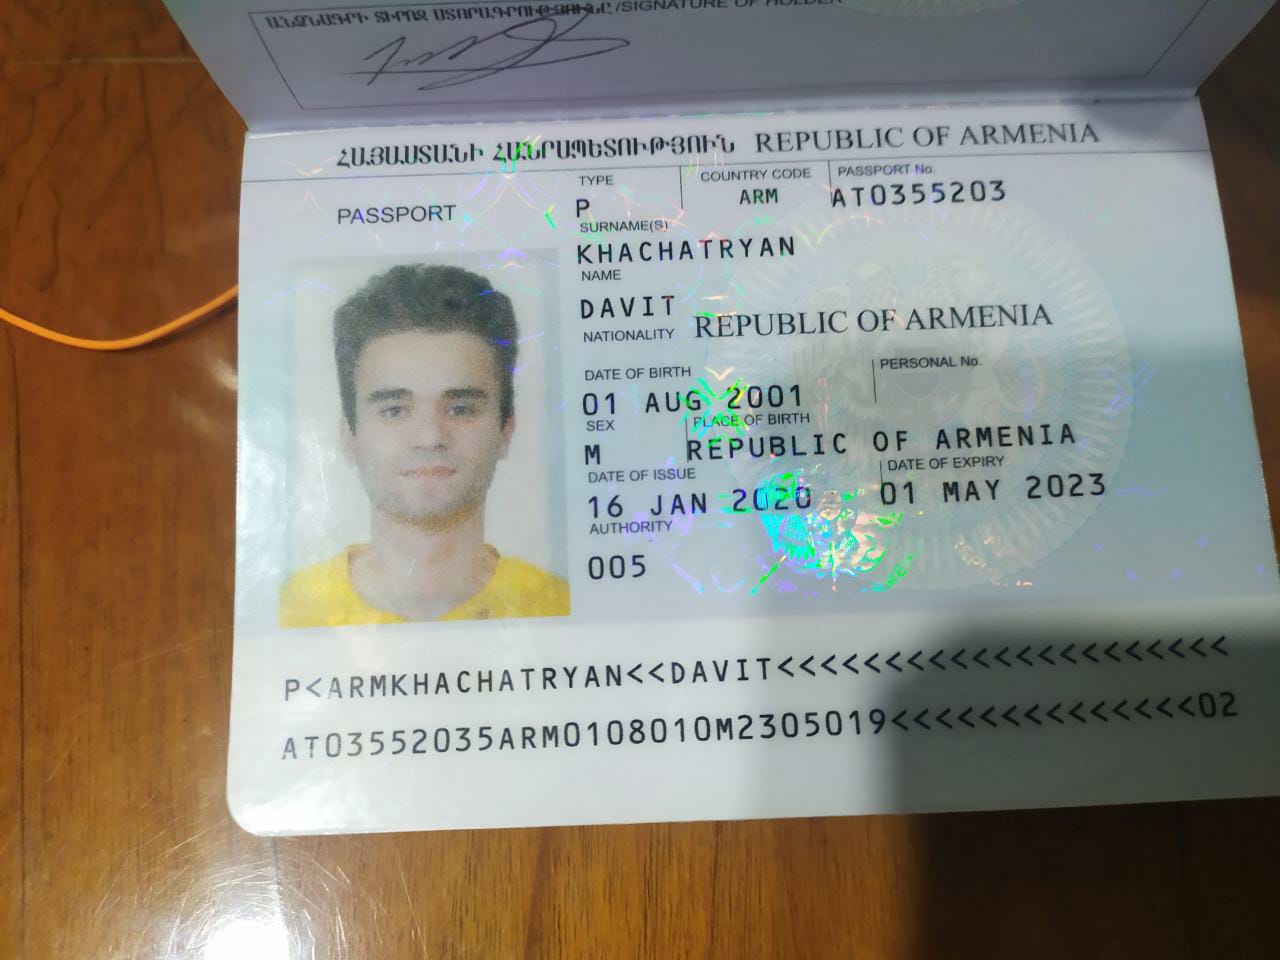 ԱՆՁՆԱԳՐԻ ՏԻՐՈՋ ՍՏՈՐԱԳՐՈՒԹՅՈՒՆԸ /SIGNATURE OF HOLDER
ՀԱՅԱՍՏԱՆԻ ՀԱՆՐԱՊԵՏՈՒԹՅՈՒՆ REPUBLIC OF ARMENIA
PASSPORT
TYPE COUNTRY CODE PASSPORT No.
P ARM AT0355203
SURNAME(S)
KHACHATRYAN
NAME
DAVIT
NATIONALITY REPUBLIC OF ARMENIA
DATE OF BIRTH PERSONAL No.
01 AUG 2001
SEX PLACE OF BIRTH
M REPUBLIC OF ARMENIA
DATE OF ISSUE DATE OF EXPIRY
16 JAN 2020 01 MAY 2023
AUTHORITY
005
P<ARMKHACHATRYAN<<DAVIT<<<<<<<<<<<<<<<<<<<<<
AT03552035ARM0108010M2305019<<<<<<<<<<<<<<02